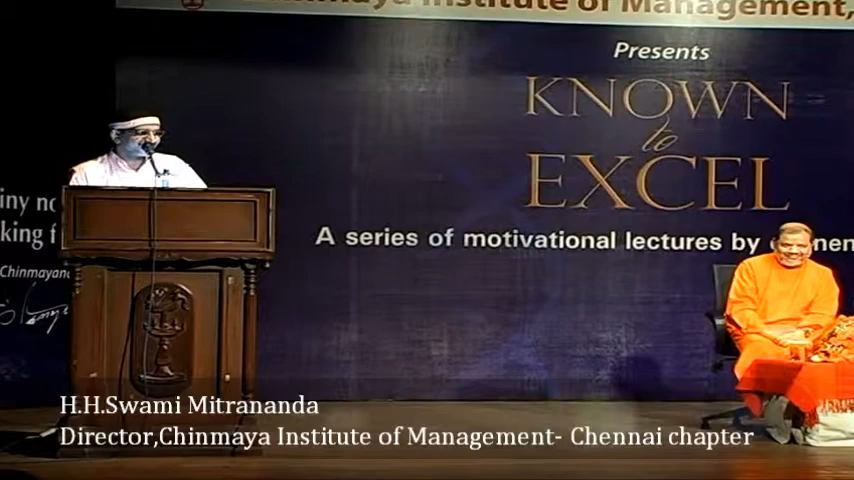 Chinmaya Institute of Management,
Presents
KNOWN
to
EXCEL
A series of motivational lectures by
iny no
king f
Chinmayan
H.H.Swami Mitrananda
Director,Chinmaya Institute of Management- Chennai chapter